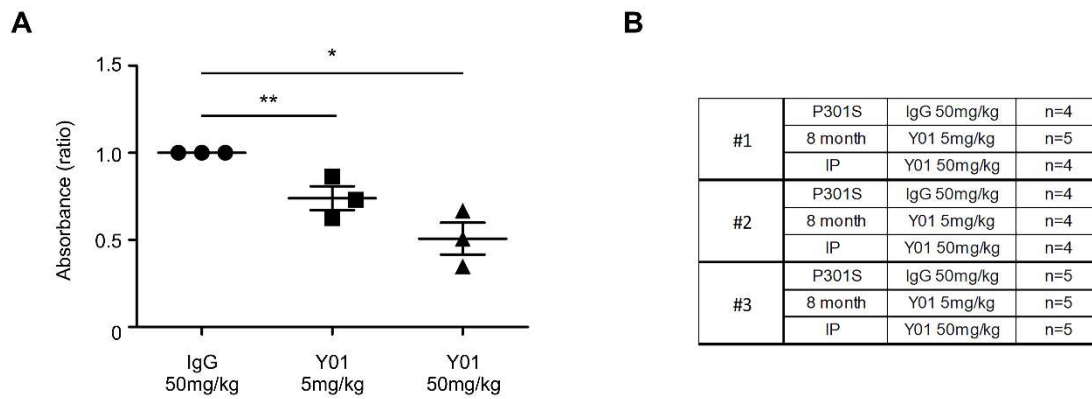 A
B
1.5
*
**
1.0
0.5
0
Absorbance (ratio)
IgG
50mg/kg
Y01
5mg/kg
Y01
50mg/kg
#1
P301S IgG 50mg/kg n=4
8 month Y01 5mg/kg n=5
IP Y01 50mg/kg n=4
#2
P301S IgG 50mg/kg n=4
8 month Y01 5mg/kg n=4
IP Y01 50mg/kg n=4
#3
P301S IgG 50mg/kg n=5
8 month Y01 5mg/kg n=5
IP Y01 50mg/kg n=5